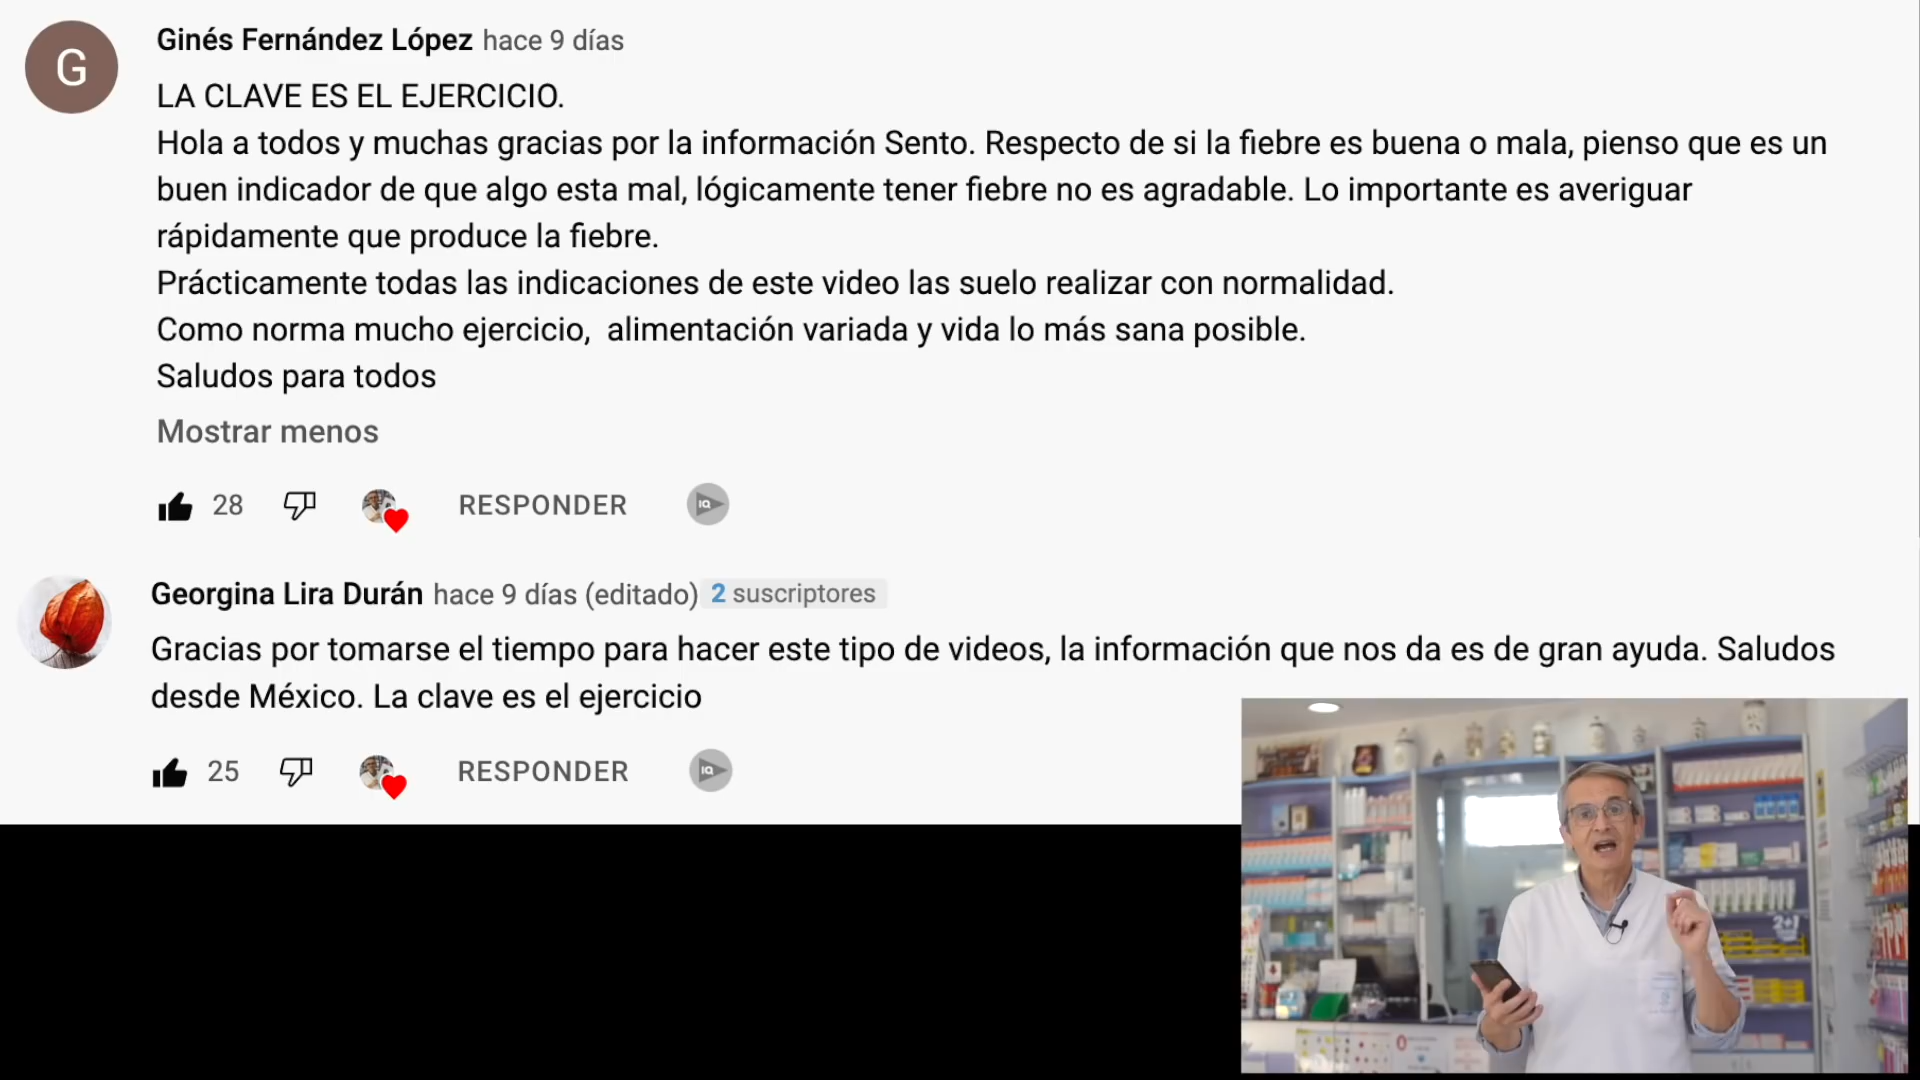 G
Ginés Fernández López hace 9 días
LA CLAVE ES EL EJERCICIO.
Hola a todos y muchas gracias por la información Sento. Respecto de si la fiebre es buena o mala, pienso que es un
buen indicador de que algo esta mal, lógicamente tener fiebre no es agradable. Lo importante es averiguar
rápidamente que produce la fiebre.
Prácticamente todas las indicaciones de este video las suelo realizar con normalidad.
Como norma mucho ejercicio,  alimentación variada y vida lo más sana posible.
Saludos para todos
Mostrar menos
28 RESPONDER IQ
Georgina Lira Durán hace 9 días (editado) 2 suscriptores
Gracias por tomarse el tiempo para hacer este tipo de videos, la información que nos da es de gran ayuda. Saludos
desde México. La clave es el ejercicio
25 RESPONDER IQ
2+1